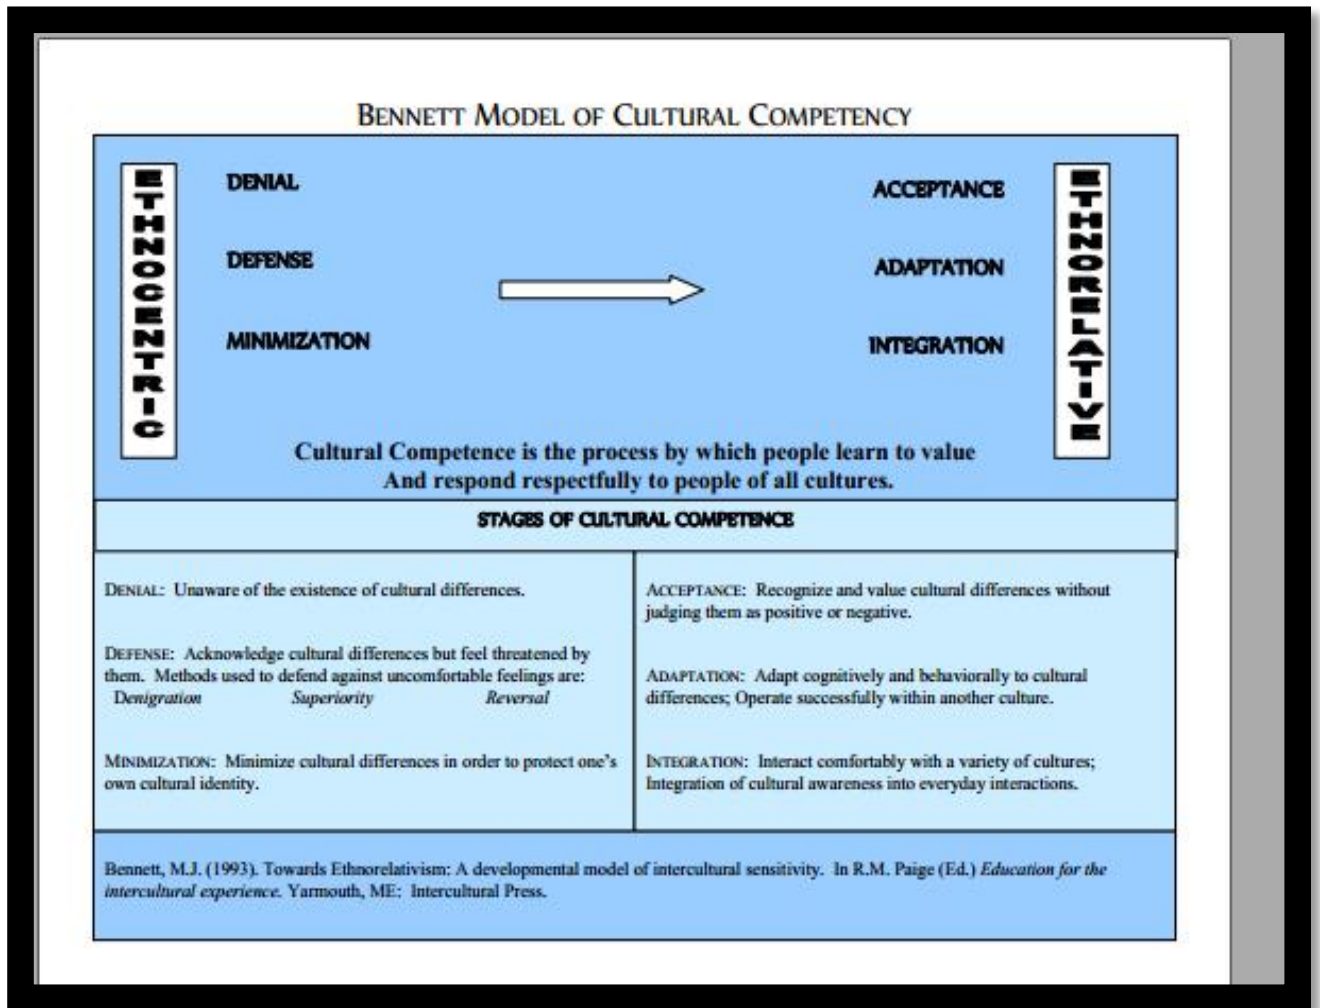 BENNETT MODEL OF CULTURAL COMPETENCY
ETHNOCENTRIC
DENIAL
DEFENSE
MINIMIZATION
ACCEPTANCE
ADAPTATION
INTEGRATION
ETHNORELATIVE
Cultural Competence is the process by which people learn to value
And respond respectfully to people of all cultures.
STAGES OF CULTURAL COMPETENCE
DENIAL: Unaware of the existence of cultural differences.
DEFENSE: Acknowledge cultural differences but feel threatened by
them. Methods used to defend against uncomfortable feelings are:
Denigration Superiority Reversal
MINIMIZATION: Minimize cultural differences in order to protect one's
own cultural identity.
ACCEPTANCE: Recognize and value cultural differences without
judging them as positive or negative.
ADAPTATION: Adapt cognitively and behaviorally to cultural
differences; Operate successfully within another culture.
INTEGRATION: Interact comfortably with a variety of cultures;
Integration of cultural awareness into everyday interactions.
Bennett, M.J. (1993). Towards Ethnorelativism: A developmental model of intercultural sensitivity. In R.M. Paige (Ed.) Education for the
intercultural experience. Yarmouth, ME: Intercultural Press.